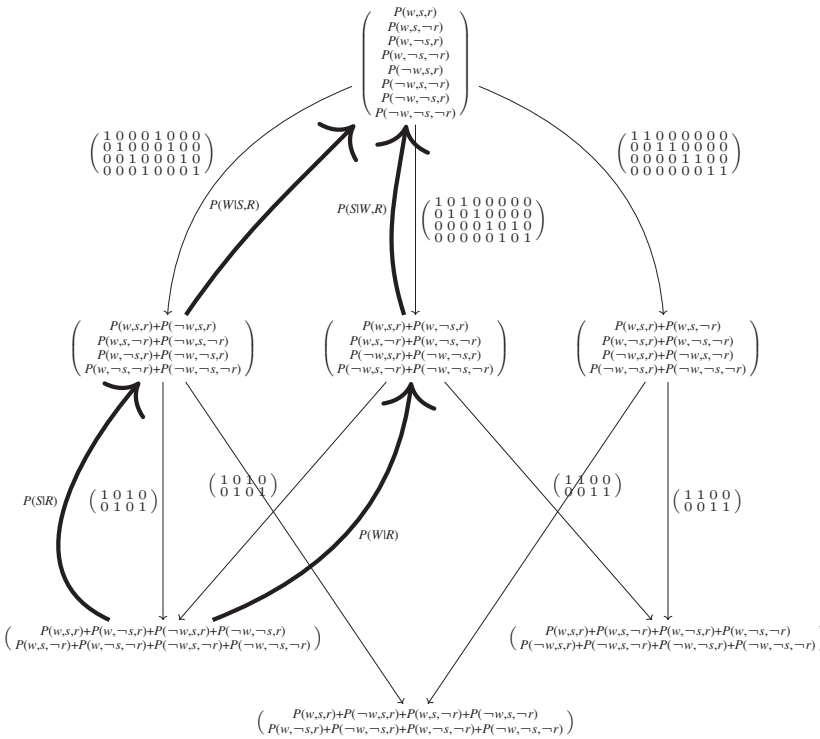 P(w,s,r)
P(w,s,¬r)
P(w,¬s,r)
P(w,¬s,¬r)
P(¬w,s,r)
P(¬w,s,¬r)
P(¬w,¬s,r)
P(¬w,¬s,¬r)
1 0 0 0 1 0 0 0
0 1 0 0 0 1 0 0
0 0 1 0 0 0 1 0
0 0 0 1 0 0 0 1
1 1 0 0 0 0 0 0
0 0 1 1 0 0 0 0
0 0 0 0 1 1 0 0
0 0 0 0 0 0 1 1
P(W|S,R)
P(S|W,R)
1 0 1 0 0 0 0 0
0 1 0 1 0 0 0 0
0 0 0 0 1 0 1 0
0 0 0 0 0 1 0 1
P(w,s,r)+P(¬w,s,r)
P(w,s,¬r)+P(¬w,s,¬r)
P(w,¬s,r)+P(¬w,¬s,r)
P(w,¬s,¬r)+P(¬w,¬s,¬r)
P(w,s,r)+P(w,¬s,r)
P(w,s,¬r)+P(w,¬s,¬r)
P(¬w,s,r)+P(¬w,¬s,r)
P(¬w,s,¬r)+P(¬w,¬s,¬r)
P(w,s,r)+P(w,s,¬r)
P(w,¬s,r)+P(w,¬s,¬r)
P(¬w,s,r)+P(¬w,s,¬r)
P(¬w,¬s,r)+P(¬w,¬s,¬r)
P(S|R)
1 0 1 0
0 1 0 1
1 0 1 0
0 1 0 1
1 1 0 0
0 0 1 1
1 1 0 0
0 0 1 1
P(W|R)
P(w,s,r)+P(w,¬s,r)+P(¬w,s,r)+P(¬w,¬s,r)
P(w,s,¬r)+P(w,¬s,¬r)+P(¬w,s,¬r)+P(¬w,¬s,¬r)
P(w,s,r)+P(w,s,¬r)+P(w,¬s,r)+P(w,¬s,¬r)
P(¬w,s,r)+P(¬w,s,¬r)+P(¬w,¬s,r)+P(¬w,¬s,¬r)
P(w,s,r)+P(¬w,s,r)+P(w,s,¬r)+P(¬w,s,¬r)
P(w,¬s,r)+P(¬w,¬s,r)+P(w,¬s,¬r)+P(¬w,¬s,¬r)